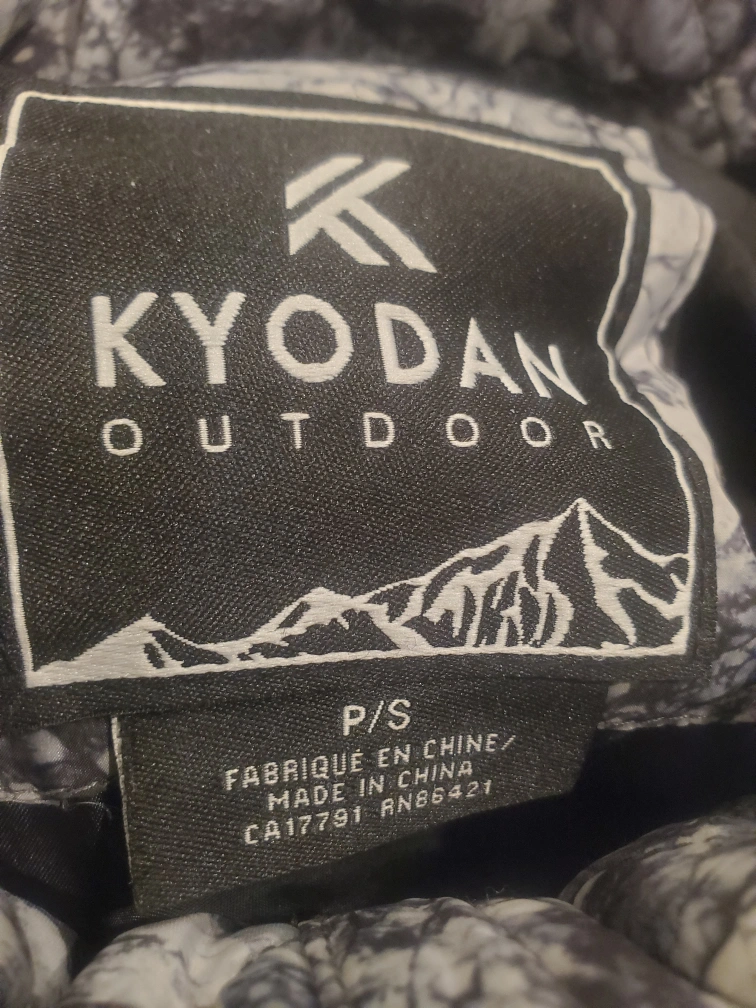 KYODAN
OUTDOOR
P/S
FABRIQUÉ EN CHINE/
MADE IN CHINA
CA17791 RN86421